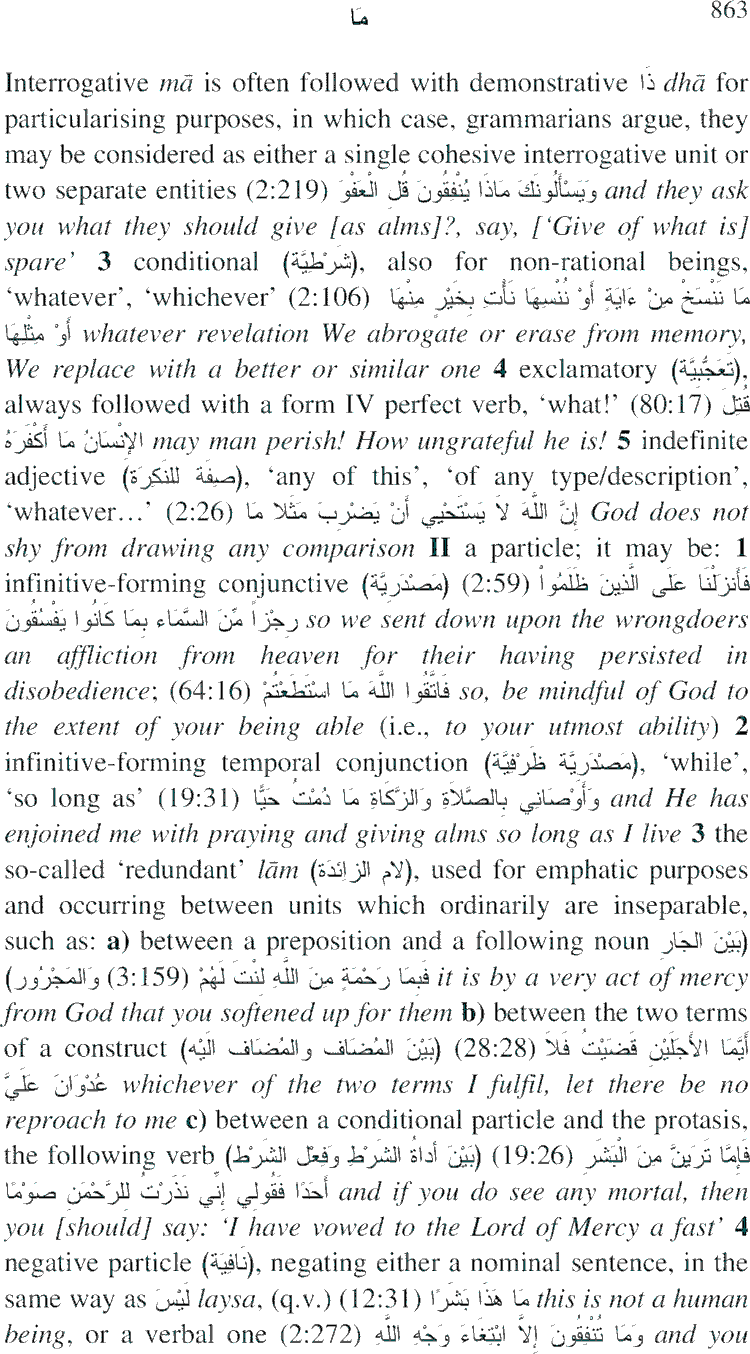 مَا 863
Interrogative mā is often followed with demonstrative ذَا dhā for
particularising purposes, in which case, grammarians argue, they
may be considered as either a single cohesive interrogative unit or
two separate entities (2:219) وَيَسْأَلُونَكَ مَاذَا يُنْفِقُونَ قُلِ الْعَفْوَ and they ask
you what they should give [as alms]?, say, [‘Give of what is]
spare’ 3 conditional (شَرْطِيَّة), also for non-rational beings,
‘whatever’, ‘whichever’ (2:106) مَا نَنْسَخْ مِنْ ءَايَةٍ أَوْ نُنْسِهَا نَأْتِ بِخَيْرٍ مِنْهَا
أَوْ مِثْلِهَا whatever revelation We abrogate or erase from memory,
We replace with a better or similar one 4 exclamatory (تَعَجُّبِيَّة),
always followed with a form IV perfect verb, ‘what!’ (80:17) قُتِلَ
الإِنْسَانُ مَا أَكْفَرَهُ may man perish! How ungrateful he is! 5 indefinite
adjective (صِفَة للنَكِرَة), ‘any of this’, ‘of any type/description’,
‘whatever…’ (2:26) إِنَّ اللَّهَ لاَ يَسْتَحْيِي أَنْ يَضْرِبَ مَثَلا مَا God does not
shy from drawing any comparison II a particle; it may be: 1
infinitive-forming conjunctive (مَصْدَرِيَّة) (2:59) فَأَنزَلْنَا عَلَى الَّذِينَ ظَلَمُواْ
رِجْزاً مِّنَ السَّمَاء بِمَا كَانُوا يَفْسُقُونَ so we sent down upon the wrongdoers
an affliction from heaven for their having persisted in
disobedience; (64:16) فَاتَّقُوا اللَّهَ مَا اسْتَطَعْتُمْ so, be mindful of God to
the extent of your being able (i.e., to your utmost ability) 2
infinitive-forming temporal conjunction (مَصْدَرِيَّة ظَرْفِيَّة), ‘while’,
‘so long as’ (19:31) وَأَوْصَانِي بِالصَّلاَةِ وَالزَّكَاةِ مَا دُمْتُ حَيًّا and He has
enjoined me with praying and giving alms so long as I live 3 the
so-called ‘redundant’ lām (لام الزائِدَة), used for emphatic purposes
and occurring between units which ordinarily are inseparable,
such as: a) between a preposition and a following noun (بَيْنَ الجَار
وَالمَجْرُور) (3:159) فَبِمَا رَحْمَةٍ مِنَ اللَّهِ لِنْتَ لَهُمْ it is by a very act of mercy
from God that you softened up for them b) between the two terms
of a construct (بَيْنَ المُضَاف والمُضَاف الَيْه) (28:28) أَيَّمَا الأَجَلَيْنِ قَضَيْتُ فَلاَ
عُدْوَانَ عَلَيَّ whichever of the two terms I fulfil, let there be no
reproach to me c) between a conditional particle and the protasis,
the following verb (بَيْنَ أداةُ الشَرْطِ وَفِعْل الشَرْط) (19:26) فَإِمَّا تَرَيِنَّ مِنَ الْبَشَرِ
أَحَدًا فَقُولِي إِنِّي نَذَرْتُ لِلرَّحْمَنِ صَوْمًا and if you do see any mortal, then
you [should] say: ‘I have vowed to the Lord of Mercy a fast’ 4
negative particle (نَافِيَة), negating either a nominal sentence, in the
same way as لَيْسَ laysa, (q.v.) (12:31) مَا هَذَا بَشَرًا this is not a human
being, or a verbal one (2:272) وَمَا تُنْفِقُونَ إِلاَّ ابْتِغَاءَ وَجْهِ اللَّهِ and you